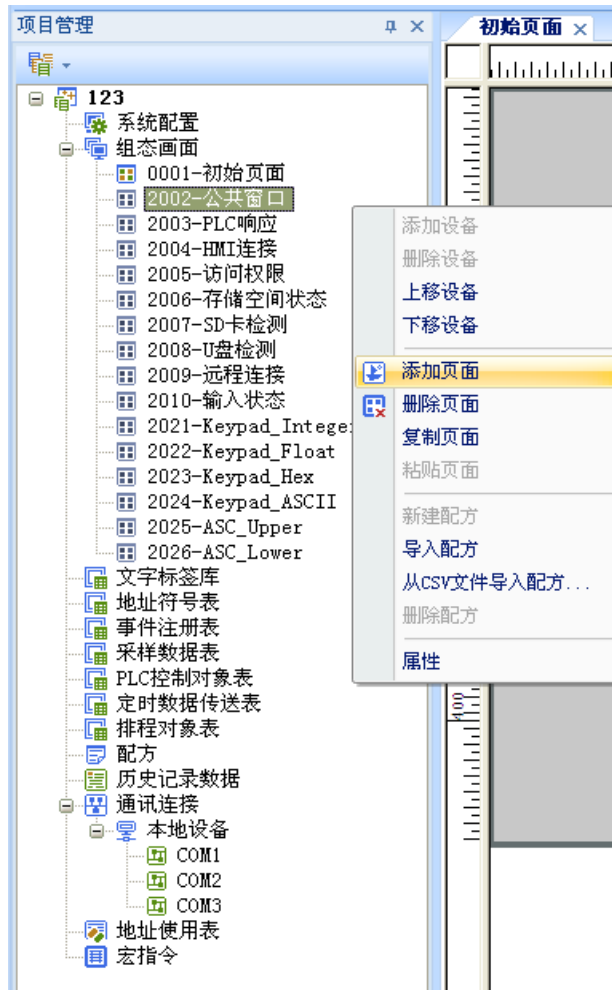 项目管理
初始页面
123
系统配置
组态画面
0001-初始页面
2002-公共窗口
2003-PLC响应
2004-HMI连接
2005-访问权限
2006-存储空间状态
2007-SD卡检测
2008-U盘检测
2009-远程连接
2010-输入状态
2021-Keypad_Intege
2022-Keypad_Float
2023-Keypad_Hex
2024-Keypad_ASCII
2025-ASC_Upper
2026-ASC_Lower
文字标签库
地址符号表
事件注册表
采样数据表
PLC控制对象表
定时数据传送表
排程对象表
配方
历史记录数据
通讯连接
本地设备
COM1
COM2
COM3
地址使用表
宏指令
添加设备
删除设备
上移设备
下移设备
添加页面
删除页面
复制页面
粘贴页面
新建配方
导入配方
从CSV文件导入配方...
删除配方
属性
400